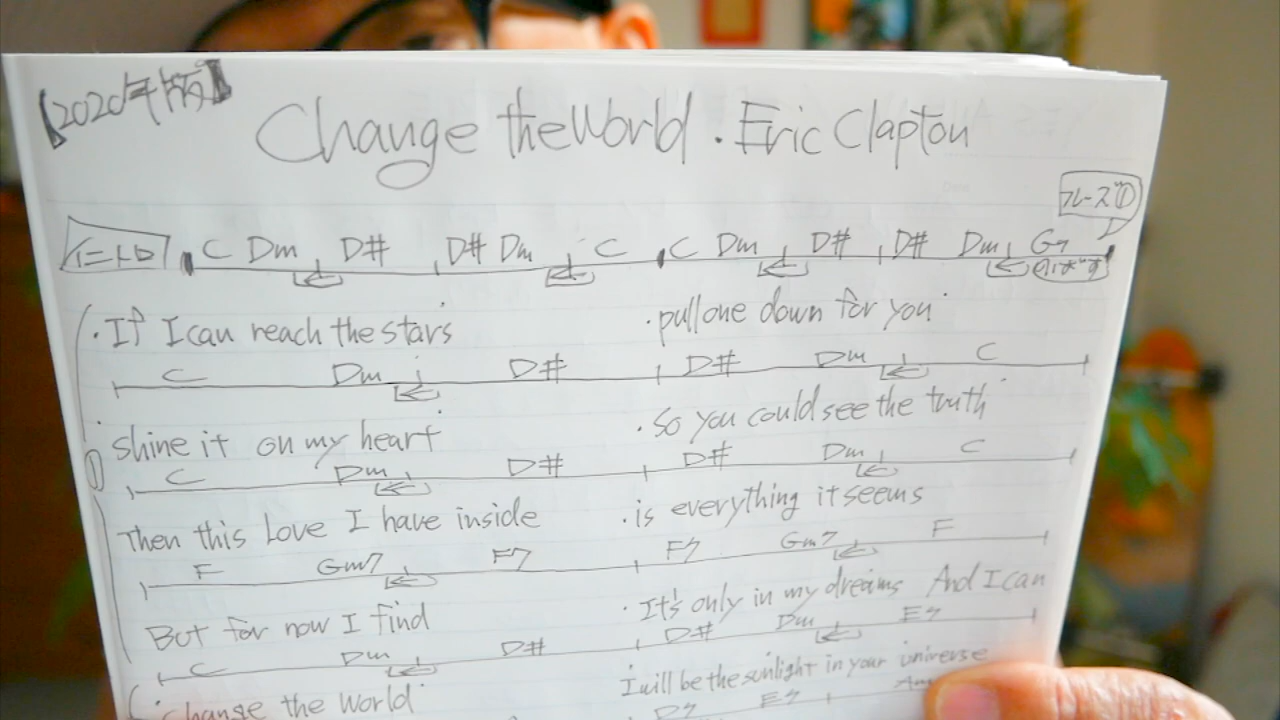 【2020年版】
Change the World・Eric Clapton
フレーズ①
イントロ C Dm D# D# Dm C C Dm D# D# Dm G7
・If I can reach the stars ・pull one down for you
C Dm D# D# Dm C
① shine it on my heart ・So you could see the truth
C Dm D# D# Dm C
Then this Love I have inside ・is everything it seems
F Gm7 F7 F7 Gm7 F
But for now I find ・It's only in my dreams And I can
C Dm D# D# Dm E7
・change the World I will be the sunlight in your universe
D7 E7